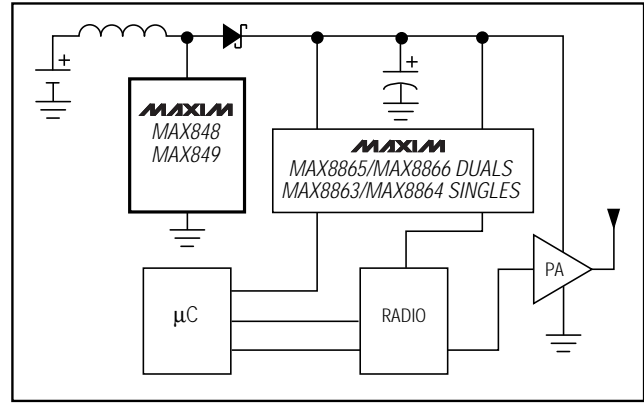 +
+
MAXIM
MAX848
MAX849
MAXIM
MAX8865/MAX8866 DUALS
MAX8863/MAX8864 SINGLES
µC
RADIO
PA